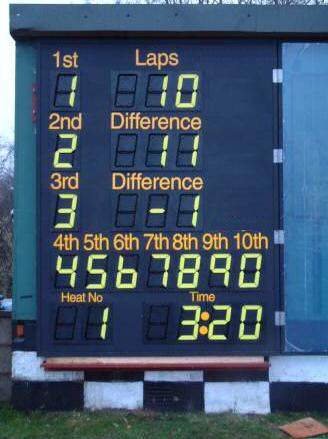 1st Laps
1 10
2nd Difference
2 11
3rd Difference
3 -1
4th 5th 6th 7th 8th 9th 10th
4 5 6 7 8 9 0
Heat No Time
1 3:20